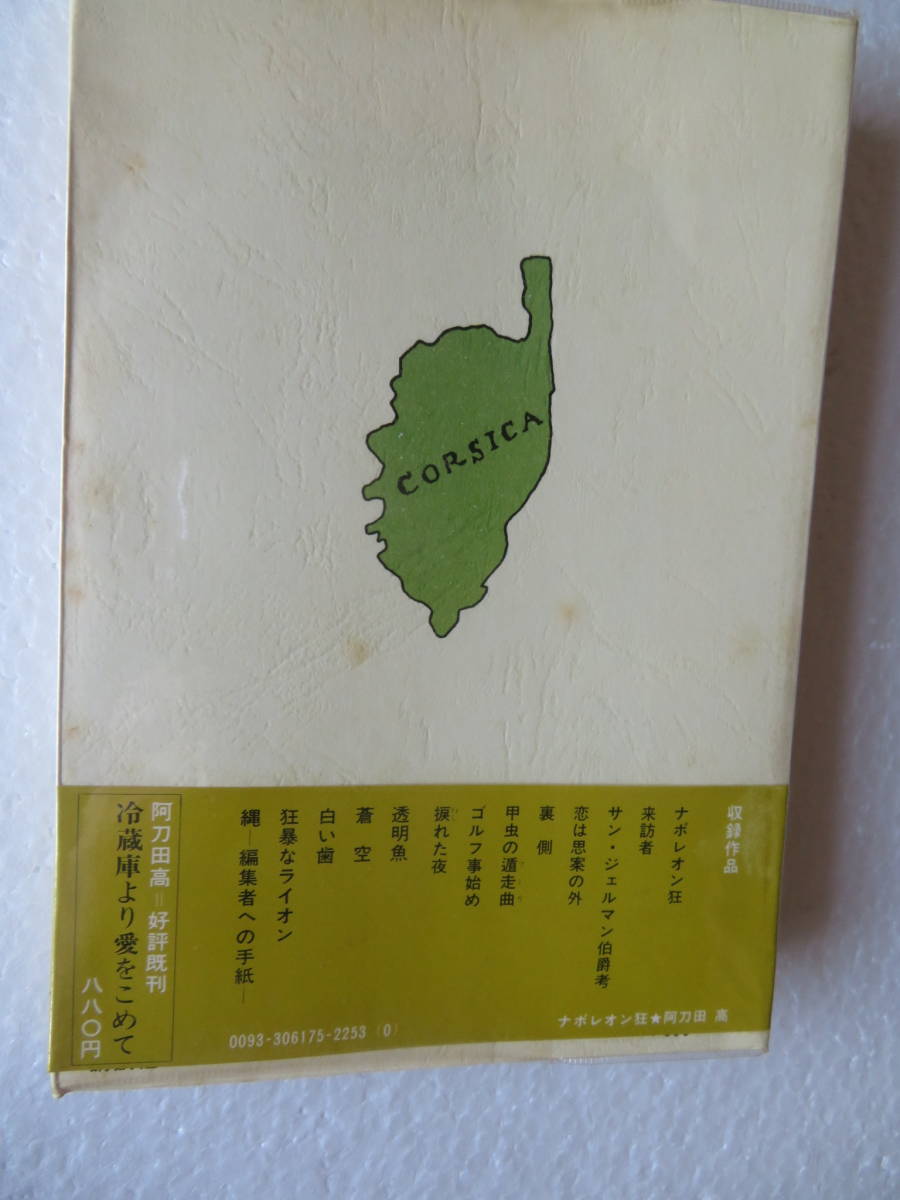 CORSICA
収録作品
ナポレオン狂
来訪者
サン・ジェルマン伯爵考
恋は思案の外
裏側
甲虫の遁走曲
ゴルフ事始め
捩れた夜
透明魚
蒼空
白い歯
狂暴なライオン
縄―編集者への手紙―
阿刀田高=好評既刊
冷蔵庫より愛をこめて
八八〇円
0093-306175-2253 (0)
ナポレオン狂★阿刀田 高